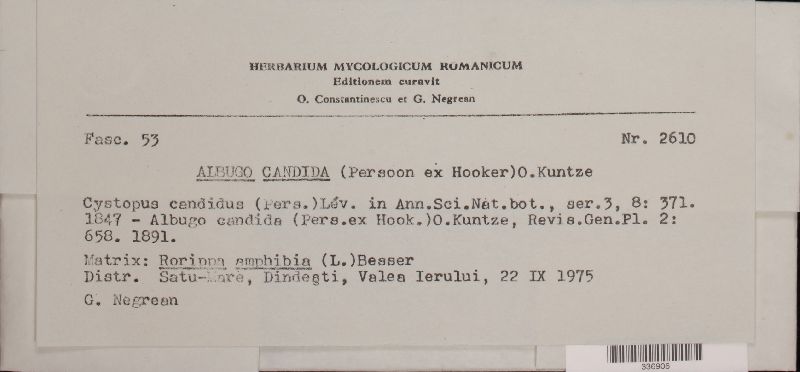 HERBARIUM MYCOLOGICUM ROMANICUM
Editionem curavit
O. Constantinescu et G. Negrean
Fasc. 53 Nr. 2610
ALBUGO CANDIDA (Persoon ex Hooker)O.Kuntze
Cystopus candidus (Pers.)Lév. in Ann.Sci.Nat.bot., ser.3, 8: 371.
1847 - Albugo candida (Pers.ex Hook.)O.Kuntze, Revis.Gen.Pl. 2:
658. 1891.
Matrix: Rorippa amphibia (L.)Besser
Distr. Satu-Mare, Dindeşti, Valea Ierului, 22 IX 1975
G. Negrean
336905